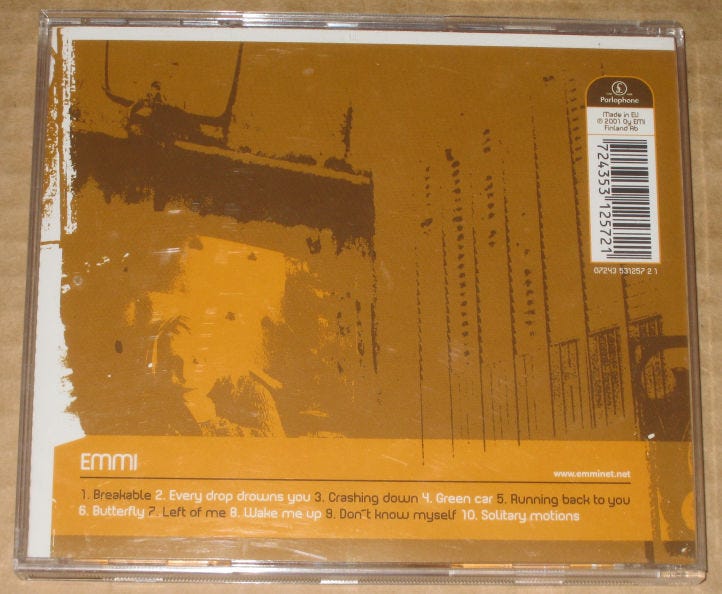 Parlophone
Made in EU
℗ 2001 Oy EMI
Finland Ab
724353 125721
07243 531257 2 1
EMMI
www.emminet.net
1. Breakable 2. Every drop drowns you 3. Crashing down 4. Green car 5. Running back to you
6. Butterfly 7. Left of me 8. Wake me up 9. Don~t know myself 10. Solitary motions